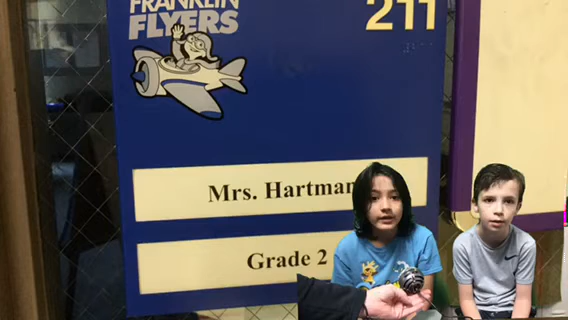 FRANKLIN
FLYERS
211
Mrs. Hartman
Grade 2